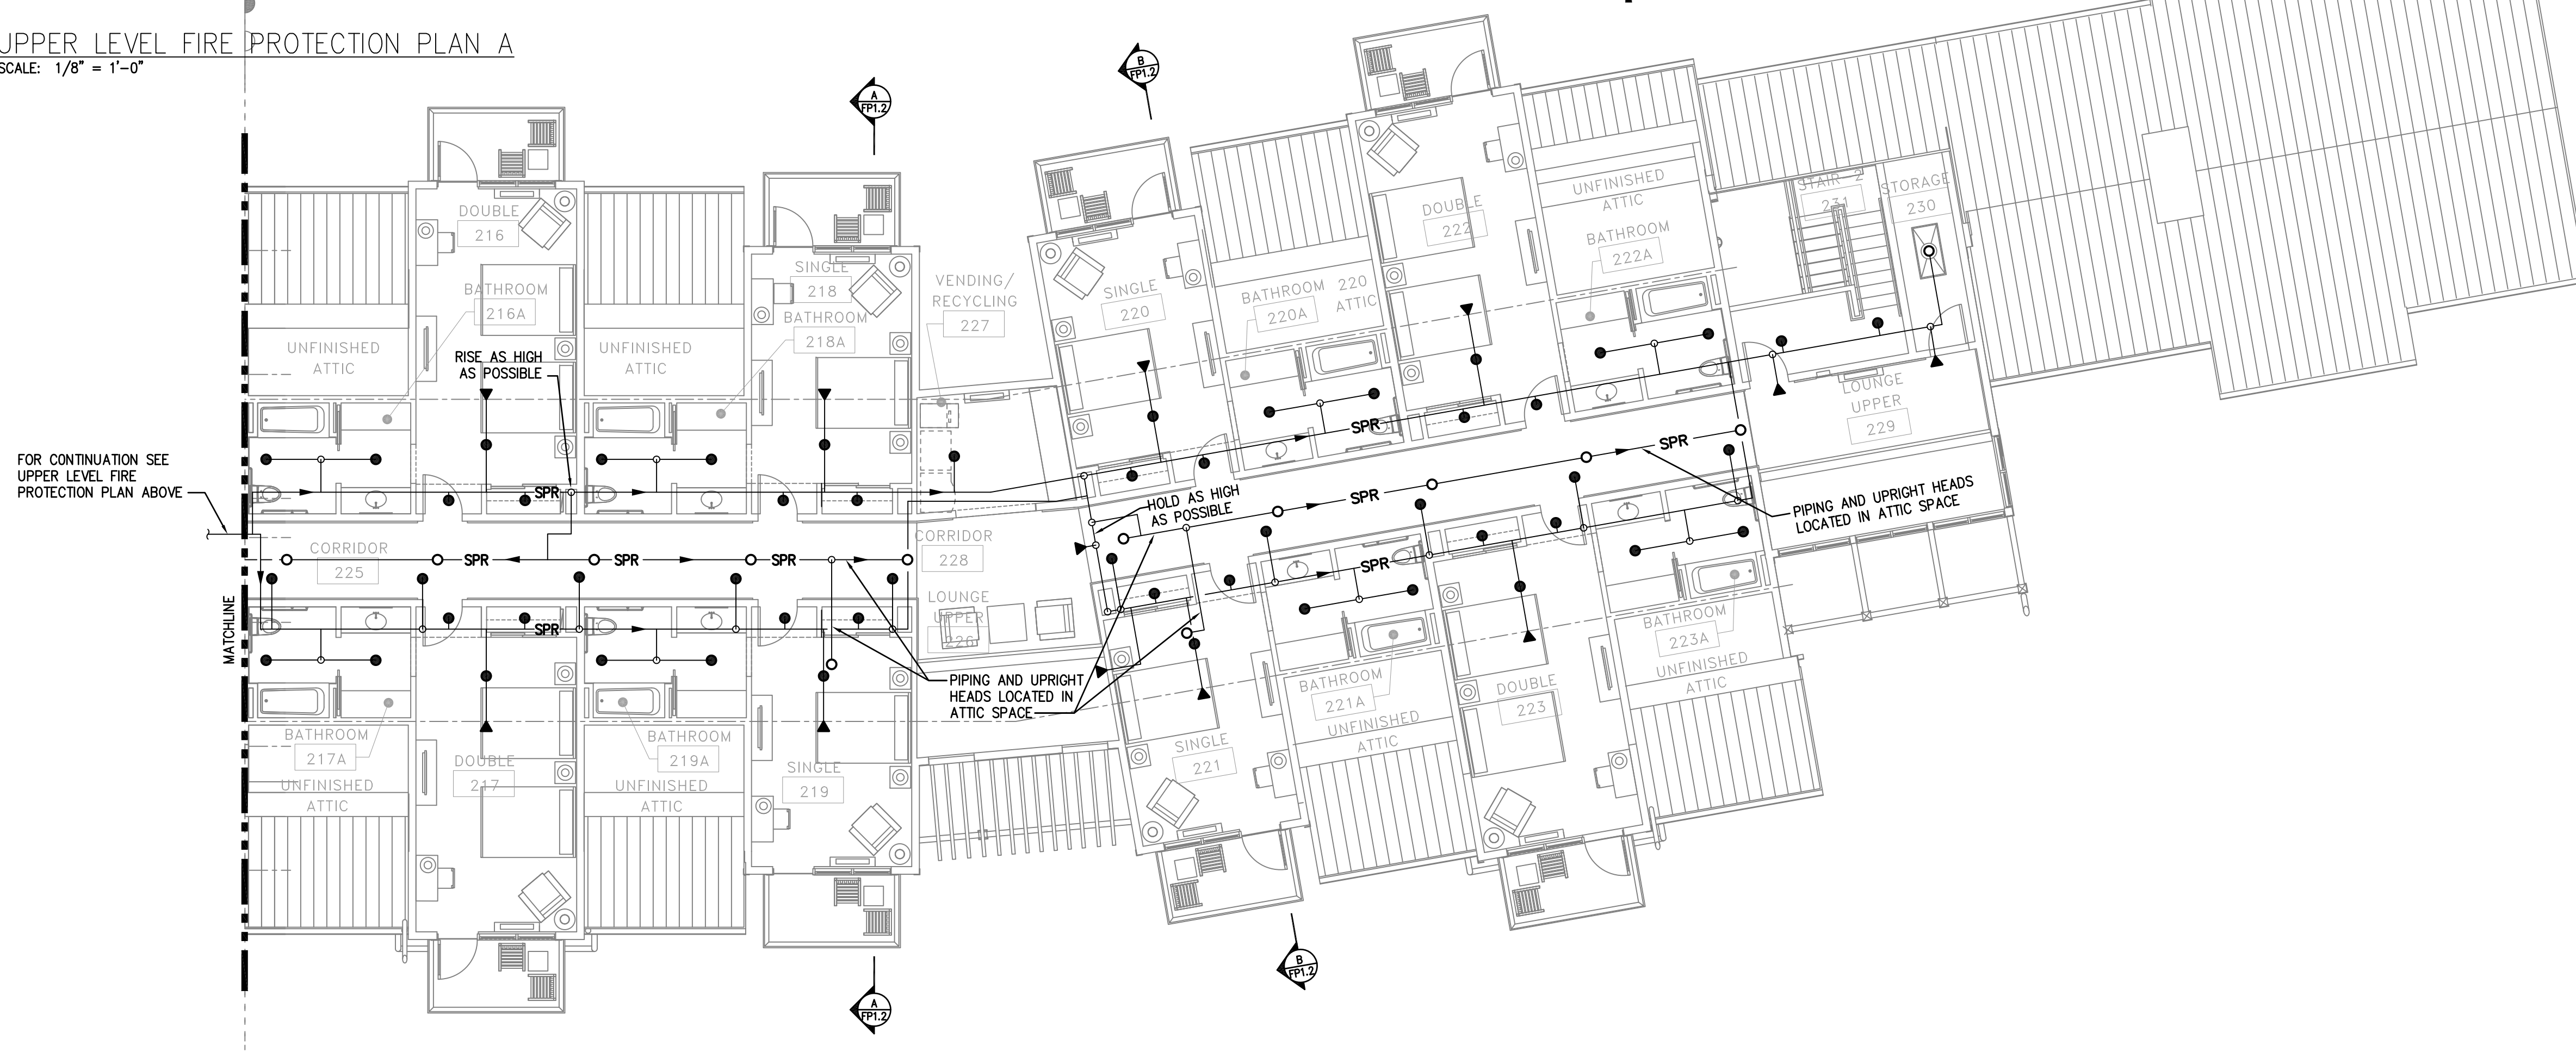 UPPER LEVEL FIRE PROTECTION PLAN A
SCALE: 1/8" = 1'-0"
A
FP1.2
B
FP1.2
DOUBLE
216
BATHROOM
216A
UNFINISHED
ATTIC
RISE AS HIGH
AS POSSIBLE
UNFINISHED
ATTIC
SINGLE
218
BATHROOM
218A
VENDING/
RECYCLING
227
SINGLE
220
BATHROOM
220A
220
ATTIC
DOUBLE
222
UNFINISHED
ATTIC
BATHROOM
222A
STAIR 2
231
STORAGE
230
LOUNGE
UPPER
229
FOR CONTINUATION SEE
UPPER LEVEL FIRE
PROTECTION PLAN ABOVE
SPR
SPR
SPR
HOLD AS HIGH
AS POSSIBLE
SPR
PIPING AND UPRIGHT HEADS
LOCATED IN ATTIC SPACE
CORRIDOR
225
SPR
SPR
SPR
CORRIDOR
228
SPR
MATCHLINE
SPR
LOUNGE
UPPER
226
PIPING AND UPRIGHT
HEADS LOCATED IN
ATTIC SPACE
BATHROOM
217A
UNFINISHED
ATTIC
DOUBLE
217
BATHROOM
219A
UNFINISHED
ATTIC
SINGLE
219
SINGLE
221
BATHROOM
221A
UNFINISHED
ATTIC
DOUBLE
223
BATHROOM
223A
UNFINISHED
ATTIC
A
FP1.2
B
FP1.2